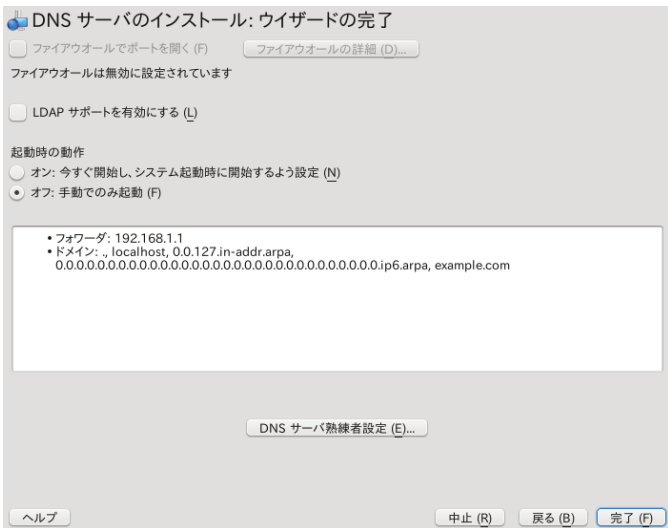 DNS サーバのインストール: ウイザードの完了
ファイアウオールでポートを開く (F) ファイアウオールの詳細 (D)...
ファイアウオールは無効に設定されています
LDAP サポートを有効にする (L)
起動時の動作
オン: 今すぐ開始し、システム起動時に開始するよう設定 (N)
オフ: 手動でのみ起動 (F)
• フォワーダ: 192.168.1.1
• ドメイン: ., localhost, 0.0.127.in-addr.arpa,
0.0.0.0.0.0.0.0.0.0.0.0.0.0.0.0.0.0.0.0.0.0.0.0.0.0.0.0.0.0.0.ip6.arpa, example.com
DNS サーバ熟練者設定 (E)...
ヘルプ 中止 (R) 戻る (B) 完了 (F)